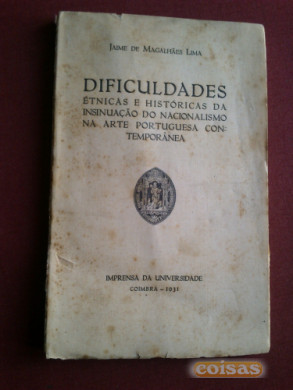 JAIME DE MAGALHÃES LIMA
DIFICULDADES
ÉTNICAS E HISTÓRICAS DA
INSINUAÇÃO DO NACIONALISMO
NA ARTE PORTUGUESA CON-
TEMPORÂNEA
IMPRENSA DA UNIVERSIDADE
COIMBRA — 1931
coisas